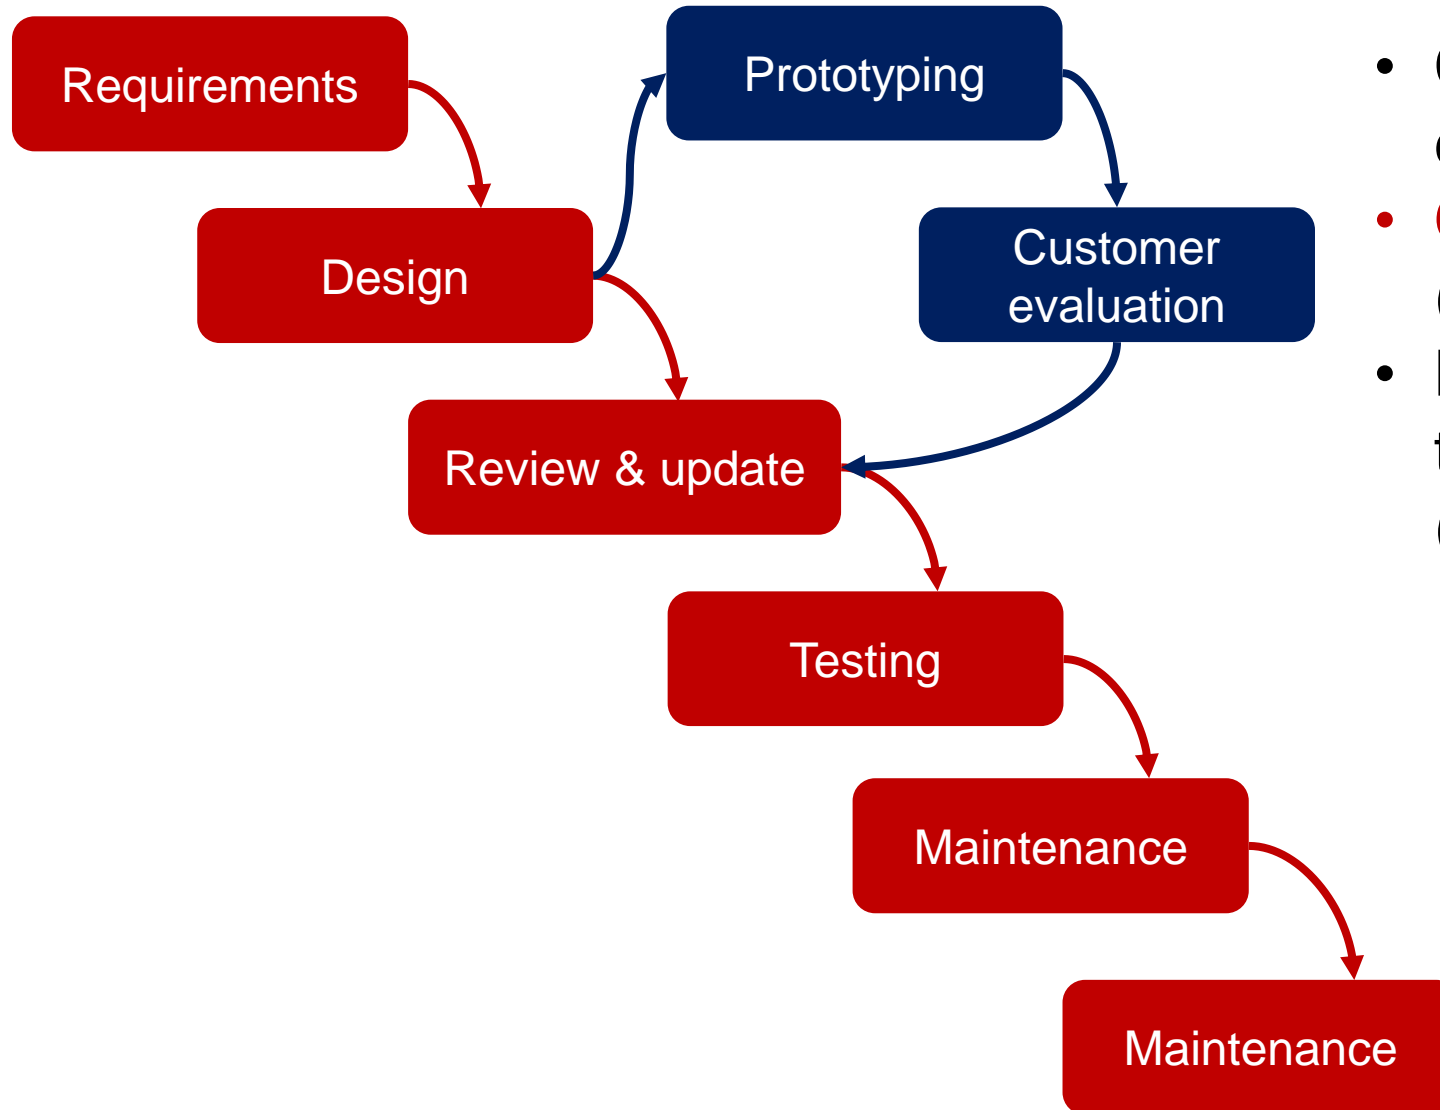 Requirements
Prototyping
Design
Customer
evaluation
Review & update
Testing
Maintenance
Maintenance